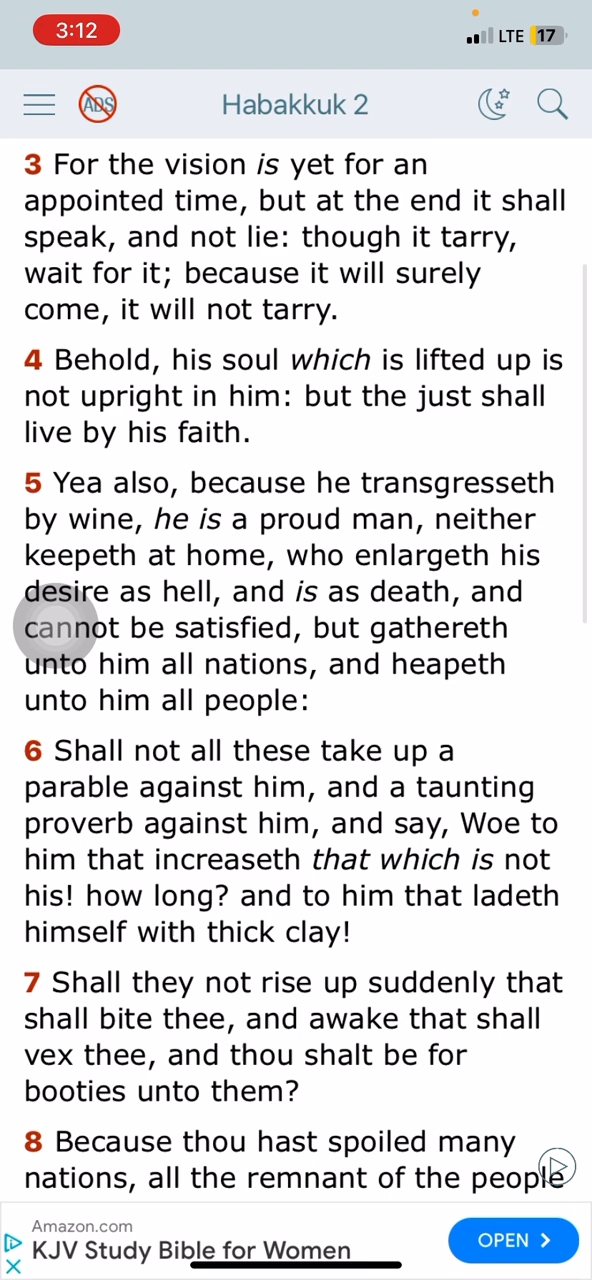 3:12
LTE 17
ADS
Habakkuk 2
3 For the vision is yet for an
appointed time, but at the end it shall
speak, and not lie: though it tarry,
wait for it; because it will surely
come, it will not tarry.
4 Behold, his soul which is lifted up is
not upright in him: but the just shall
live by his faith.
5 Yea also, because he transgresseth
by wine, he is a proud man, neither
keepeth at home, who enlargeth his
desire as hell, and is as death, and
cannot be satisfied, but gathereth
unto him all nations, and heapeth
unto him all people:
6 Shall not all these take up a
parable against him, and a taunting
proverb against him, and say, Woe to
him that increaseth that which is not
his! how long? and to him that ladeth
himself with thick clay!
7 Shall they not rise up suddenly that
shall bite thee, and awake that shall
vex thee, and thou shalt be for
booties unto them?
8 Because thou hast spoiled many
nations, all the remnant of the people
Amazon.com
KJV Study Bible for Women
OPEN